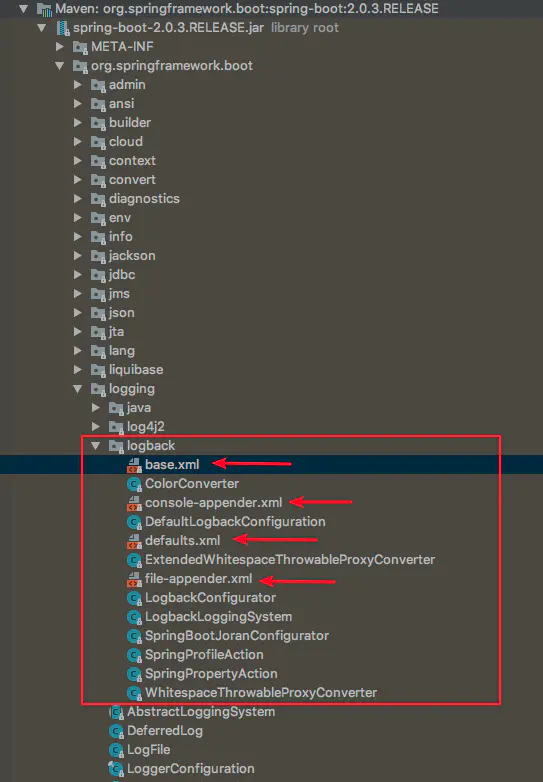 Maven: org.springframework.boot:spring-boot:2.0.3.RELEASE
spring-boot-2.0.3.RELEASE.jar library root
META-INF
org.springframework.boot
admin
ansi
builder
cloud
context
convert
diagnostics
env
info
jackson
jdbc
jms
json
jta
lang
liquibase
logging
java
log4j2
logback
base.xml
ColorConverter
console-appender.xml
DefaultLogbackConfiguration
defaults.xml
ExtendedWhitespaceThrowableProxyConverter
file-appender.xml
LogbackConfigurator
LogbackLoggingSystem
SpringBootJoranConfigurator
SpringProfileAction
SpringPropertyAction
WhitespaceThrowableProxyConverter
AbstractLoggingSystem
DeferredLog
LogFile
LoggerConfiguration